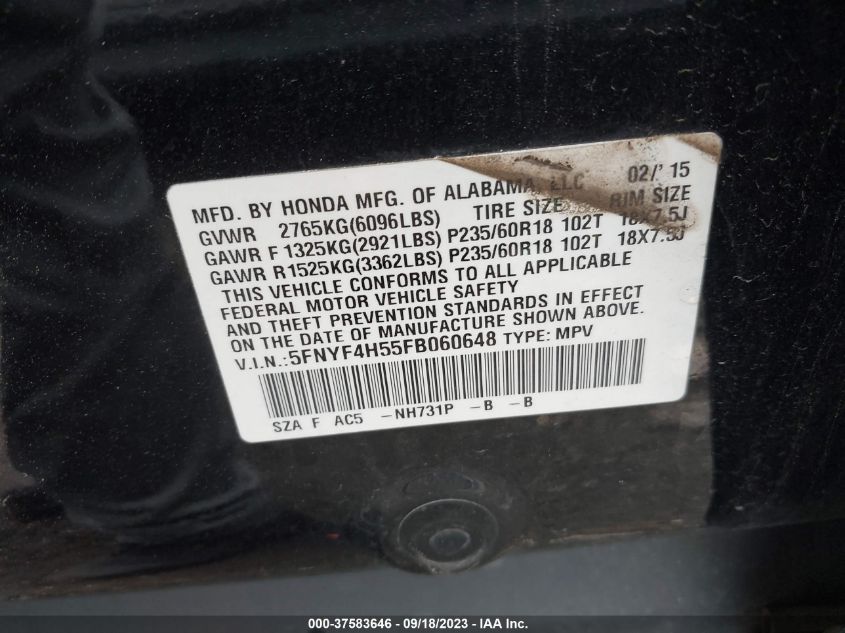 MFD. BY HONDA MFG. OF ALABAMA, LLC 02/'15
GVWR 2765KG(6096LBS) TIRE SIZE RIM SIZE
GAWR F 1325KG(2921LBS) P235/60R18 102T 18X7.5J
GAWR R1525KG(3362LBS) P235/60R18 102T 18X7.5J
THIS VEHICLE CONFORMS TO ALL APPLICABLE
FEDERAL MOTOR VEHICLE SAFETY
AND THEFT PREVENTION STANDARDS IN EFFECT
ON THE DATE OF MANUFACTURE SHOWN ABOVE.
V.I.N.:5FNYF4H55FB060648 TYPE: MPV
SZA F AC5 -NH731P -B -B
000-37583646 - 09/18/2023 - IAA Inc.